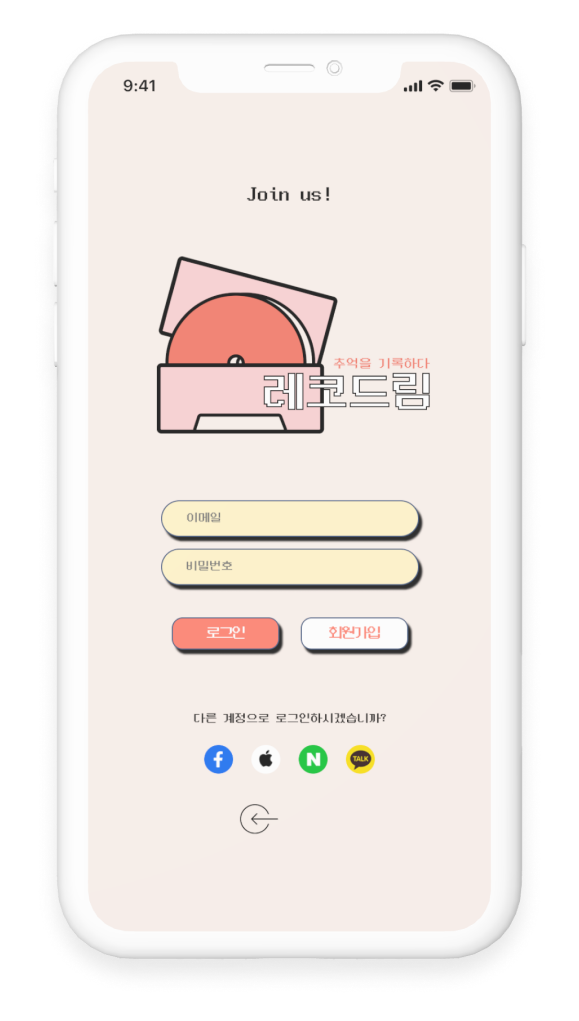 9:41
Join us!
추억을 기록하다
레코드림
이메일
비밀번호
로그인
회원가입
다른 계정으로 로그인하시겠습니까?
TALK